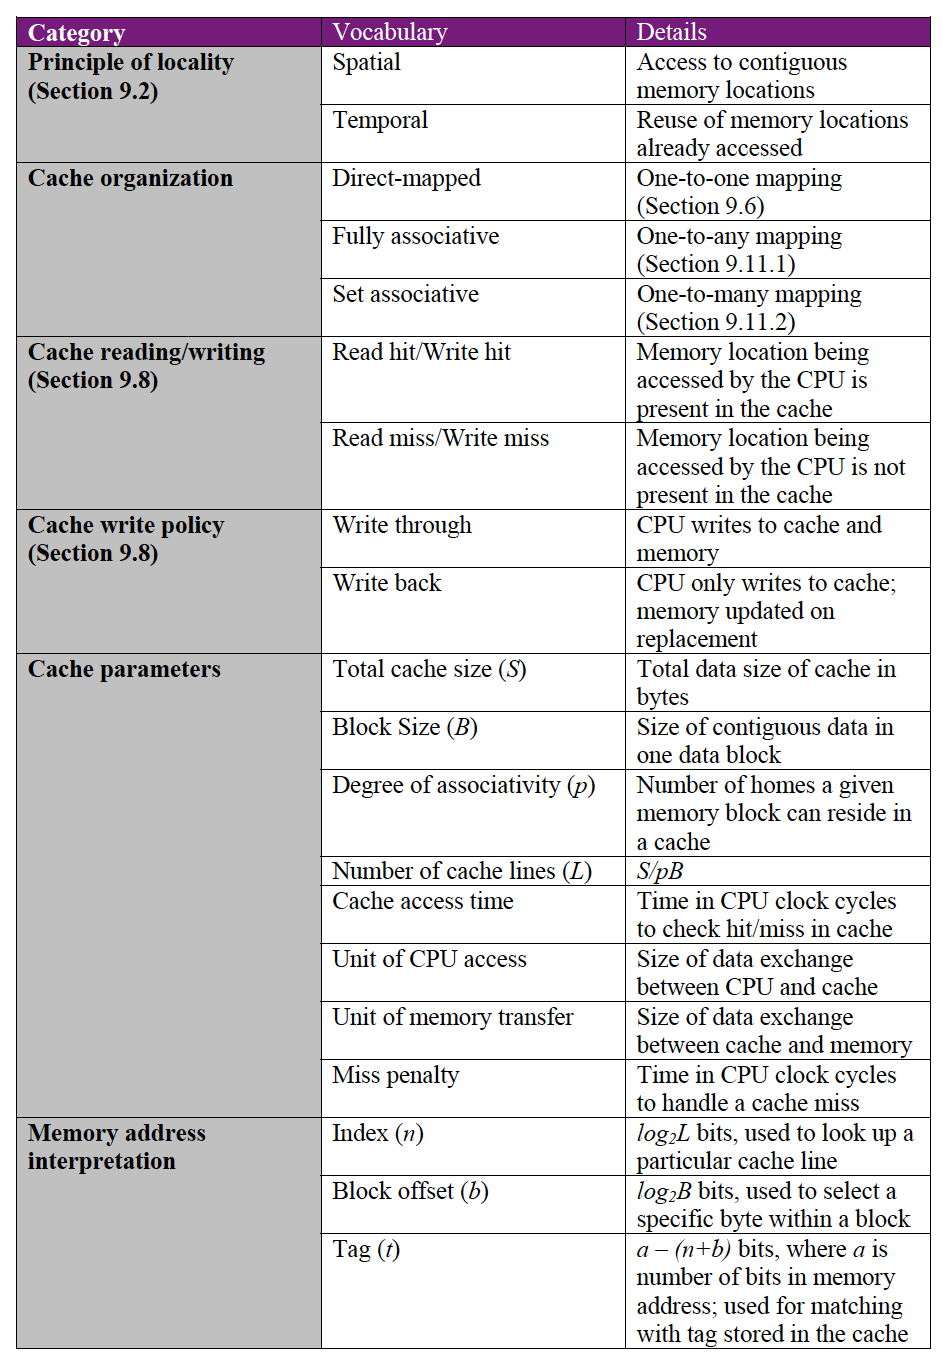 Category Vocabulary Details
Principle of locality Spatial Access to contiguous
(Section 9.2) memory locations
Temporal Reuse of memory locations
already accessed
Cache organization Direct-mapped One-to-one mapping
(Section 9.6)
Fully associative One-to-any mapping
(Section 9.11.1)
Set associative One-to-many mapping
(Section 9.11.2)
Cache reading/writing Read hit/Write hit Memory location being
(Section 9.8) accessed by the CPU is
present in the cache
Read miss/Write miss Memory location being
accessed by the CPU is not
present in the cache
Cache write policy Write through CPU writes to cache and
(Section 9.8) memory
Write back CPU only writes to cache;
memory updated on
replacement
Cache parameters Total cache size (S) Total data size of cache in
bytes
Block Size (B) Size of contiguous data in
one data block
Degree of associativity (p) Number of homes a given
memory block can reside in
a cache
Number of cache lines (L) S/pB
Cache access time Time in CPU clock cycles
to check hit/miss in cache
Unit of CPU access Size of data exchange
between CPU and cache
Unit of memory transfer Size of data exchange
between cache and memory
Miss penalty Time in CPU clock cycles
to handle a cache miss
Memory address Index (n) log₂L bits, used to look up a
interpretation particular cache line
Block offset (b) log₂B bits, used to select a
specific byte within a block
Tag (t) a – (n+b) bits, where a is
number of bits in memory
address; used for matching
with tag stored in the cache